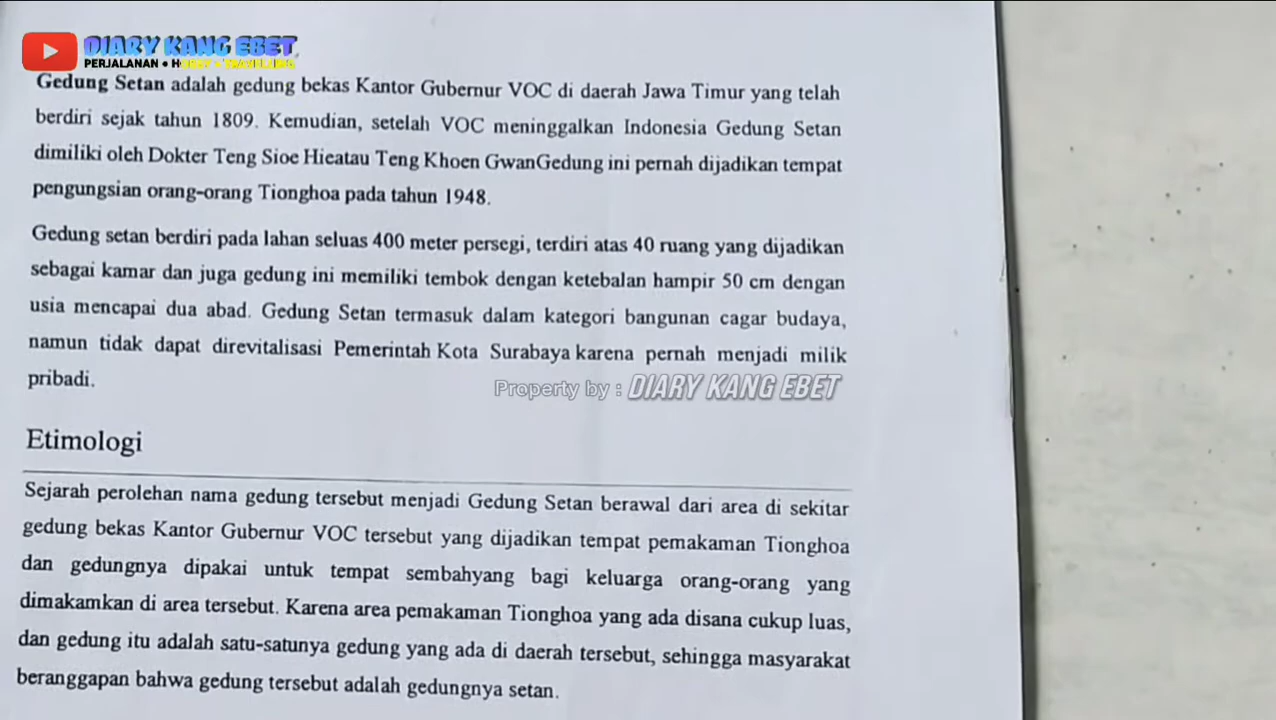 DIARY KANG EBET
PERJALANAN • HOBBY • TRAVELLING
Gedung Setan adalah gedung bekas Kantor Gubernur VOC di daerah Jawa Timur yang telah
berdiri sejak tahun 1809. Kemudian, setelah VOC meninggalkan Indonesia Gedung Setan
dimiliki oleh Dokter Teng Sioe Hieatau Teng Khoen GwanGedung ini pernah dijadikan tempat
pengungsian orang-orang Tionghoa pada tahun 1948.
Gedung setan berdiri pada lahan seluas 400 meter persegi, terdiri atas 40 ruang yang dijadikan
sebagai kamar dan juga gedung ini memiliki tembok dengan ketebalan hampir 50 cm dengan
usia mencapai dua abad. Gedung Setan termasuk dalam kategori bangunan cagar budaya,
namun tidak dapat direvitalisasi Pemerintah Kota Surabaya karena pernah menjadi milik
pribadi.
Property by : DIARY KANG EBET
Etimologi
Sejarah perolehan nama gedung tersebut menjadi Gedung Setan berawal dari area di sekitar
gedung bekas Kantor Gubernur VOC tersebut yang dijadikan tempat pemakaman Tionghoa
dan gedungnya dipakai untuk tempat sembahyang bagi keluarga orang-orang yang
dimakamkan di area tersebut. Karena area pemakaman Tionghoa yang ada disana cukup luas,
dan gedung itu adalah satu-satunya gedung yang ada di daerah tersebut, sehingga masyarakat
beranggapan bahwa gedung tersebut adalah gedungnya setan.